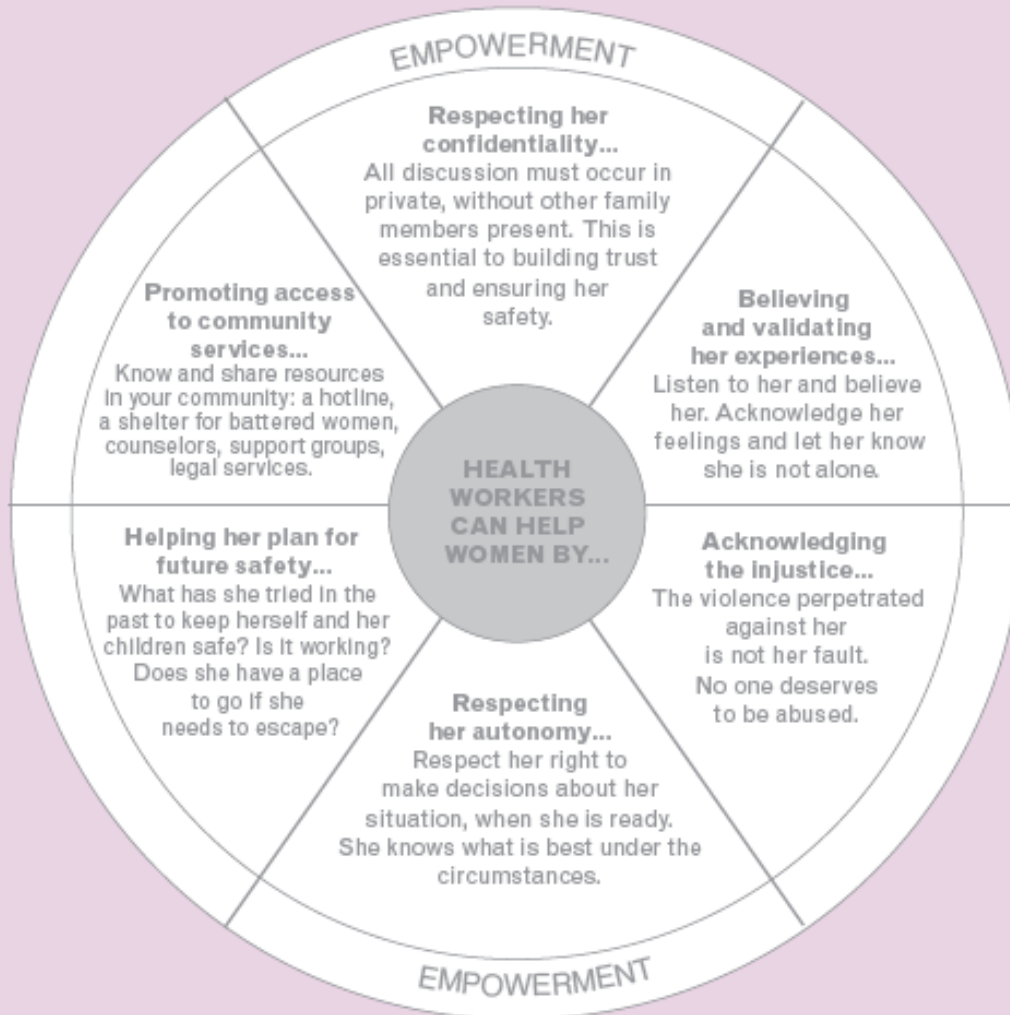 EMPOWERMENT
Respecting her
confidentiality...
All discussion must occur in
private, without other family
members present. This is
essential to building trust
and ensuring her
safety.
Believing
and validating
her experiences...
Listen to her and believe
her. Acknowledge her
feelings and let her know
she is not alone.
Acknowledging
the injustice...
The violence perpetrated
against her
is not her fault.
No one deserves
to be abused.
Respecting
her autonomy...
Respect her right to
make decisions about her
situation, when she is ready.
She knows what is best under the
circumstances.
Helping her plan for
future safety...
What has she tried in the
past to keep herself and her
children safe? Is it working?
Does she have a place
to go if she
needs to escape?
Promoting access
to community
services...
Know and share resources
in your community: a hotline,
a shelter for battered women,
counselors, support groups,
legal services.
HEALTH
WORKERS
CAN HELP
WOMEN BY...
EMPOWERMENT